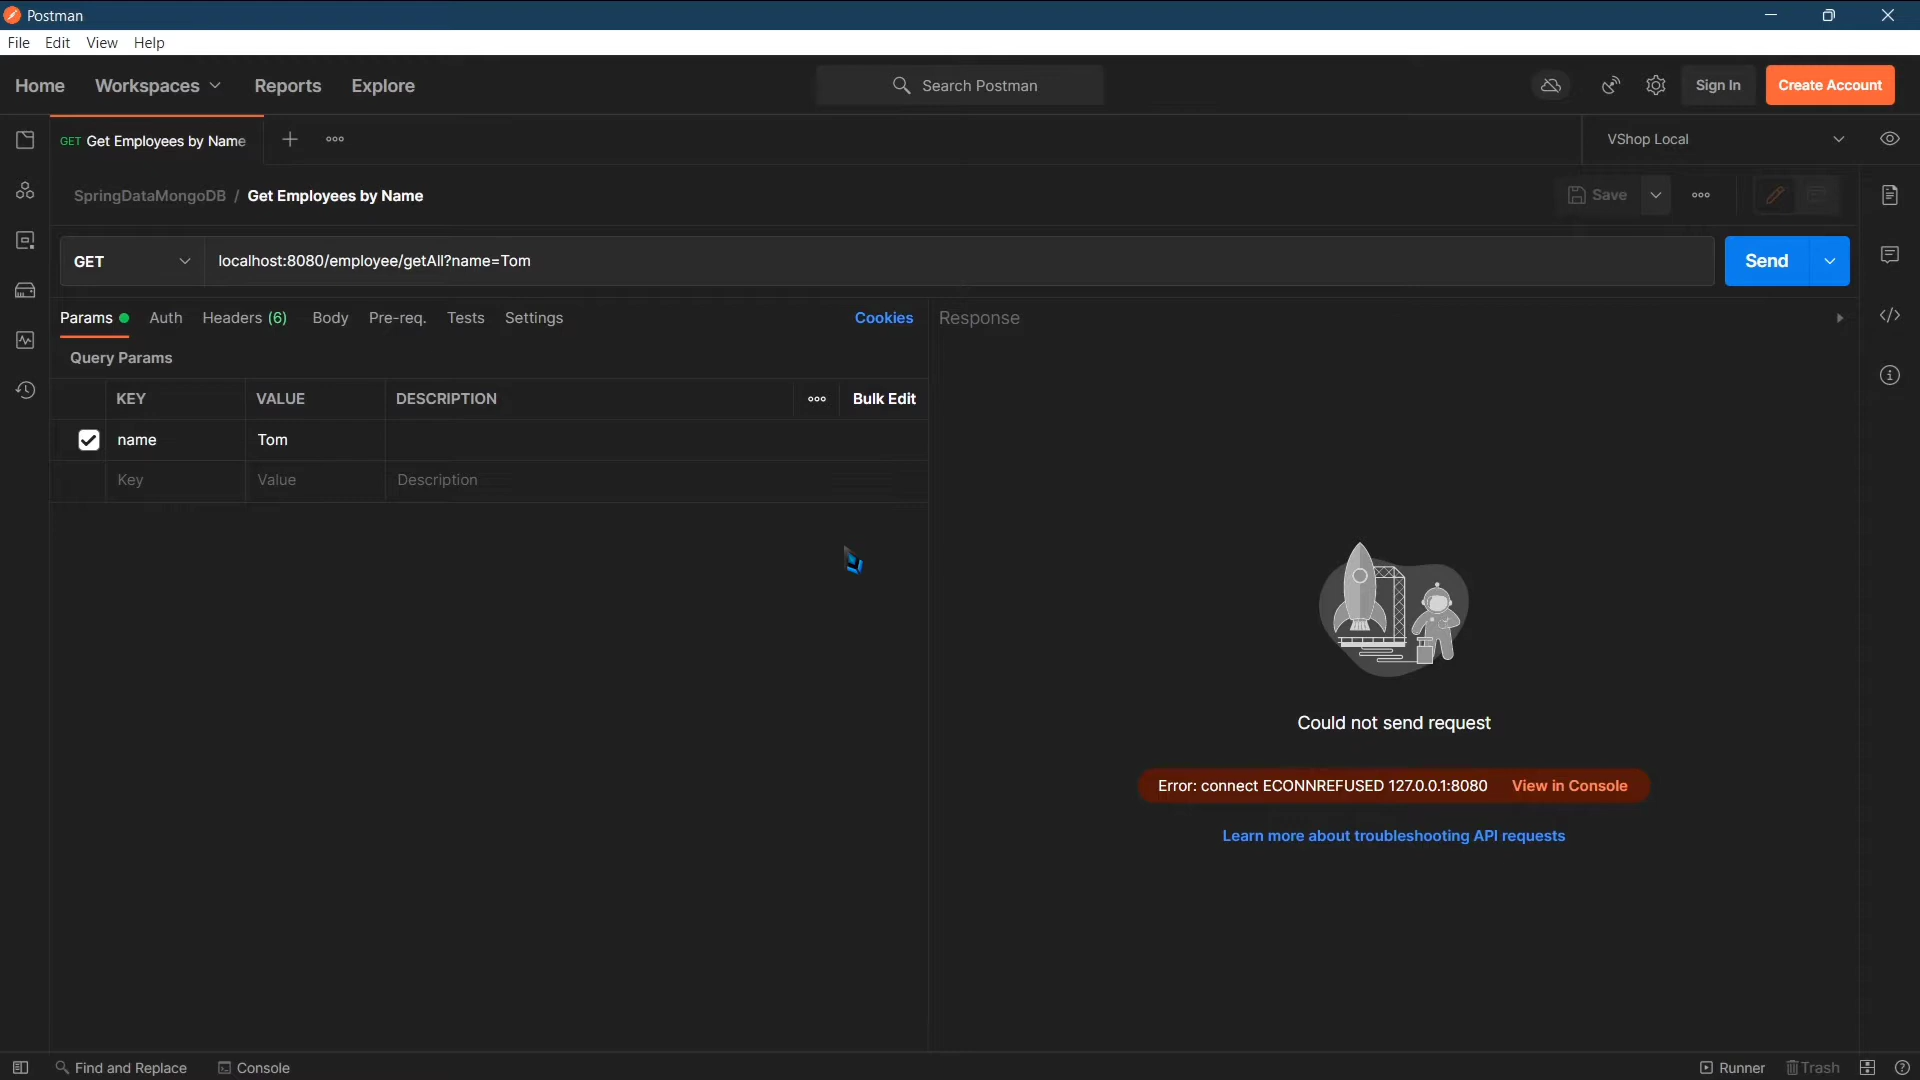 Postman
File Edit View Help
Home Workspaces Reports Explore Search Postman Sign In Create Account
GET Get Employees by Name VShop Local
SpringDataMongoDB / Get Employees by Name Save
GET localhost:8080/employee/getAll?name=Tom Send
Params Auth Headers (6) Body Pre-req. Tests Settings Cookies Response
Query Params
KEY VALUE DESCRIPTION Bulk Edit
name Tom
Key Value Description
Could not send request
Error: connect ECONNREFUSED 127.0.0.1:8080 View in Console
Learn more about troubleshooting API requests
Find and Replace Console Runner Trash